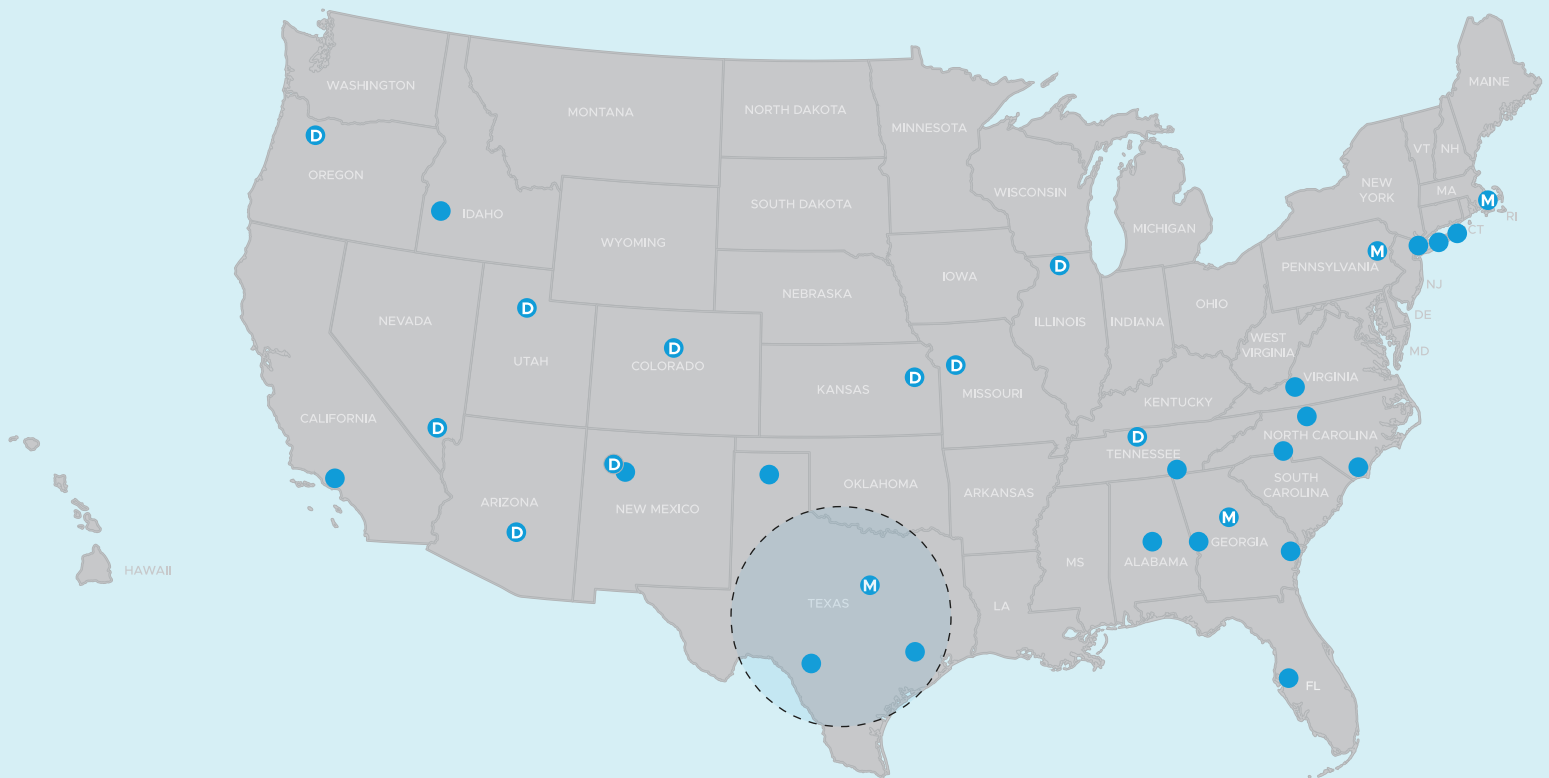 MAINE
WASHINGTON
NORTH DAKOTA
MONTANA
MINNESOTA
D
VT
NH
OREGON
NEW
YORK
MA
WISCONSIN
M
SOUTH DAKOTA
IDAHO
RI
MICHIGAN
CT
WYOMING
M
PENNSYLVANIA
D
IOWA
NJ
NEBRASKA
OHIO
D
DE
NEVADA
ILLINOIS
INDIANA
WEST
VIRGINIA
D
MD
UTAH
COLORADO
D
D
VIRGINIA
KANSAS
MISSOURI
KENTUCKY
CALIFORNIA
D
D
NORTH CAROLINA
TENNESSEE
D
SOUTH
CAROLINA
OKLAHOMA
ARKANSAS
ARIZONA
NEW MEXICO
M
D
GEORGIA
MS
ALABAMA
HAWAII
M
TEXAS
LA
FL